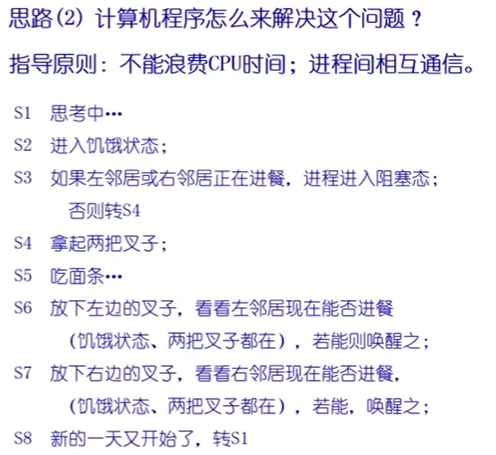 思路(2) 计算机程序怎么来解决这个问题？
指导原则：不能浪费CPU时间；进程间相互通信。
S1 思考中…
S2 进入饥饿状态；
S3 如果左邻居或右邻居正在进餐，进程进入阻塞态；
否则转S4
S4 拿起两把叉子；
S5 吃面条…
S6 放下左边的叉子，看看左邻居现在能否进餐
（饥饿状态、两把叉子都在），若能则唤醒之；
S7 放下右边的叉子，看看右邻居现在能否进餐，
（饥饿状态、两把叉子都在），若能，唤醒之；
S8 新的一天又开始了，转S1